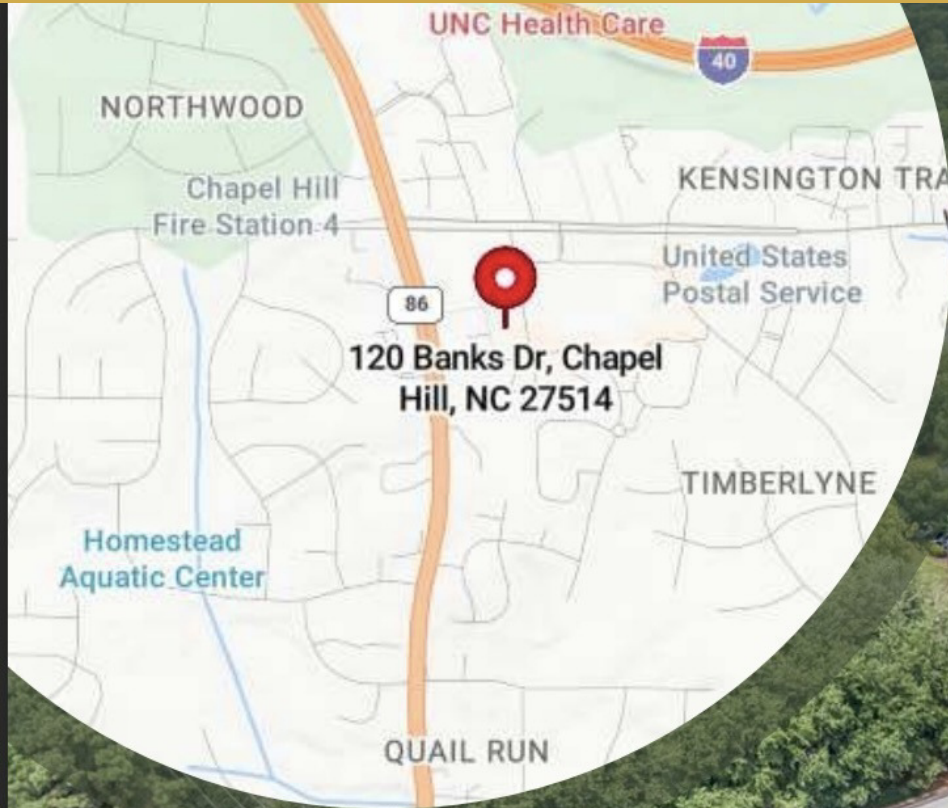 UNC Health Care
40
NORTHWOOD
KENSINGTON TRA
Chapel Hill
Fire Station 4
United States
Postal Service
86
120 Banks Dr, Chapel
Hill, NC 27514
TIMBERLYNE
Homestead
Aquatic Center
QUAIL RUN